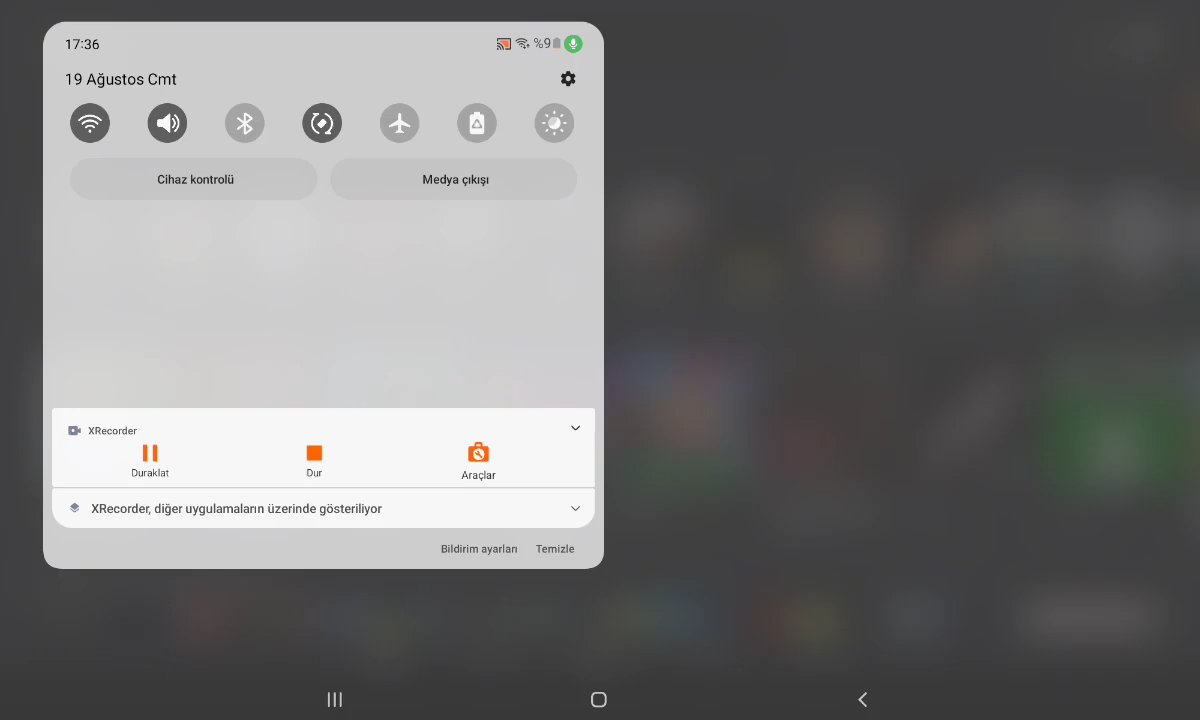 17:36
%9
19 Ağustos Cmt
Cihaz kontrolü
Medya çıkışı
XRecorder
Duraklat
Dur
Araçlar
XRecorder, diğer uygulamaların üzerinde gösteriliyor
Bildirim ayarları
Temizle